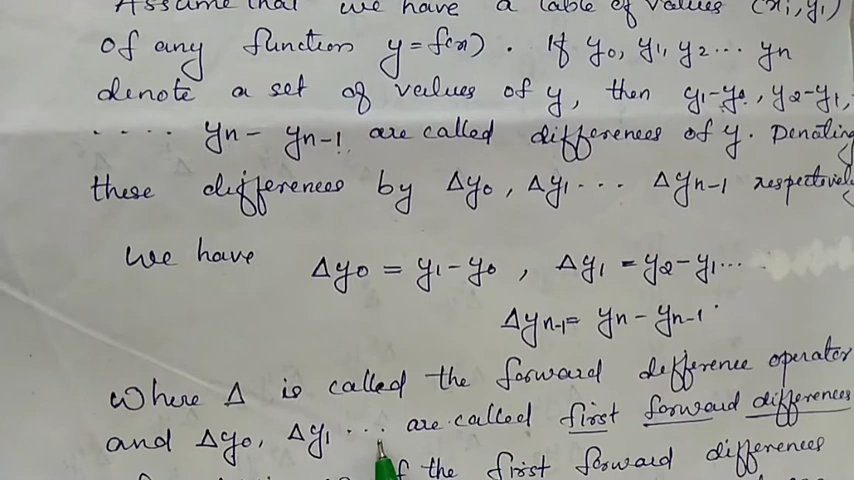 Assume that we have a table of values (xi, yi)
of any function y=f(x). If y0, y1, y2... yn
denote a set of values of y, then y1-y0, y2-y1,
.... yn - yn-1 are called differences of y. Denoting
these differences by Δy0, Δy1... Δyn-1 respectively
we have Δy0 = y1-y0, Δy1 = y2-y1...
Δyn-1 = yn - yn-1.
where Δ is called the forward difference operator
and Δy0, Δy1 ... are called first forward differences
of the first forward differences